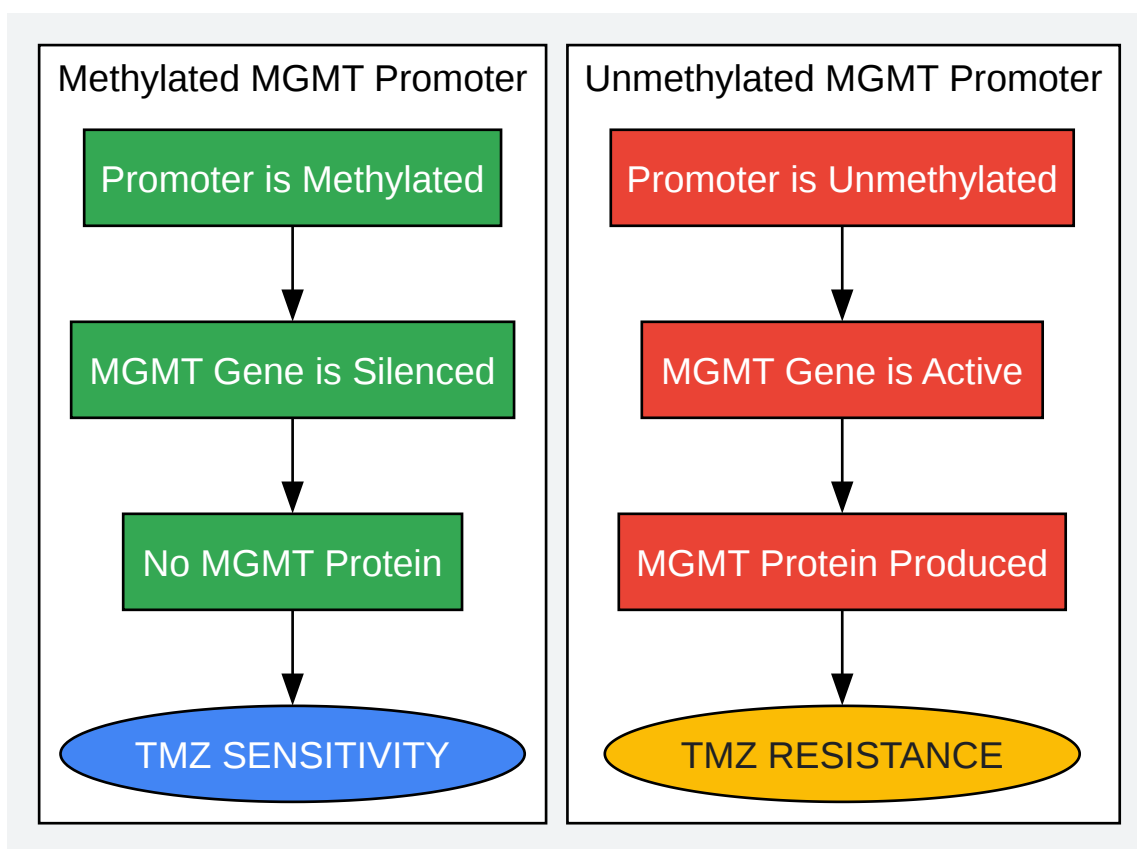 Methylated MGMT Promoter
Promoter is Methylated
MGMT Gene is Silenced
No MGMT Protein
TMZ SENSITIVITY
Unmethylated MGMT Promoter
Promoter is Unmethylated
MGMT Gene is Active
MGMT Protein Produced
TMZ RESISTANCE